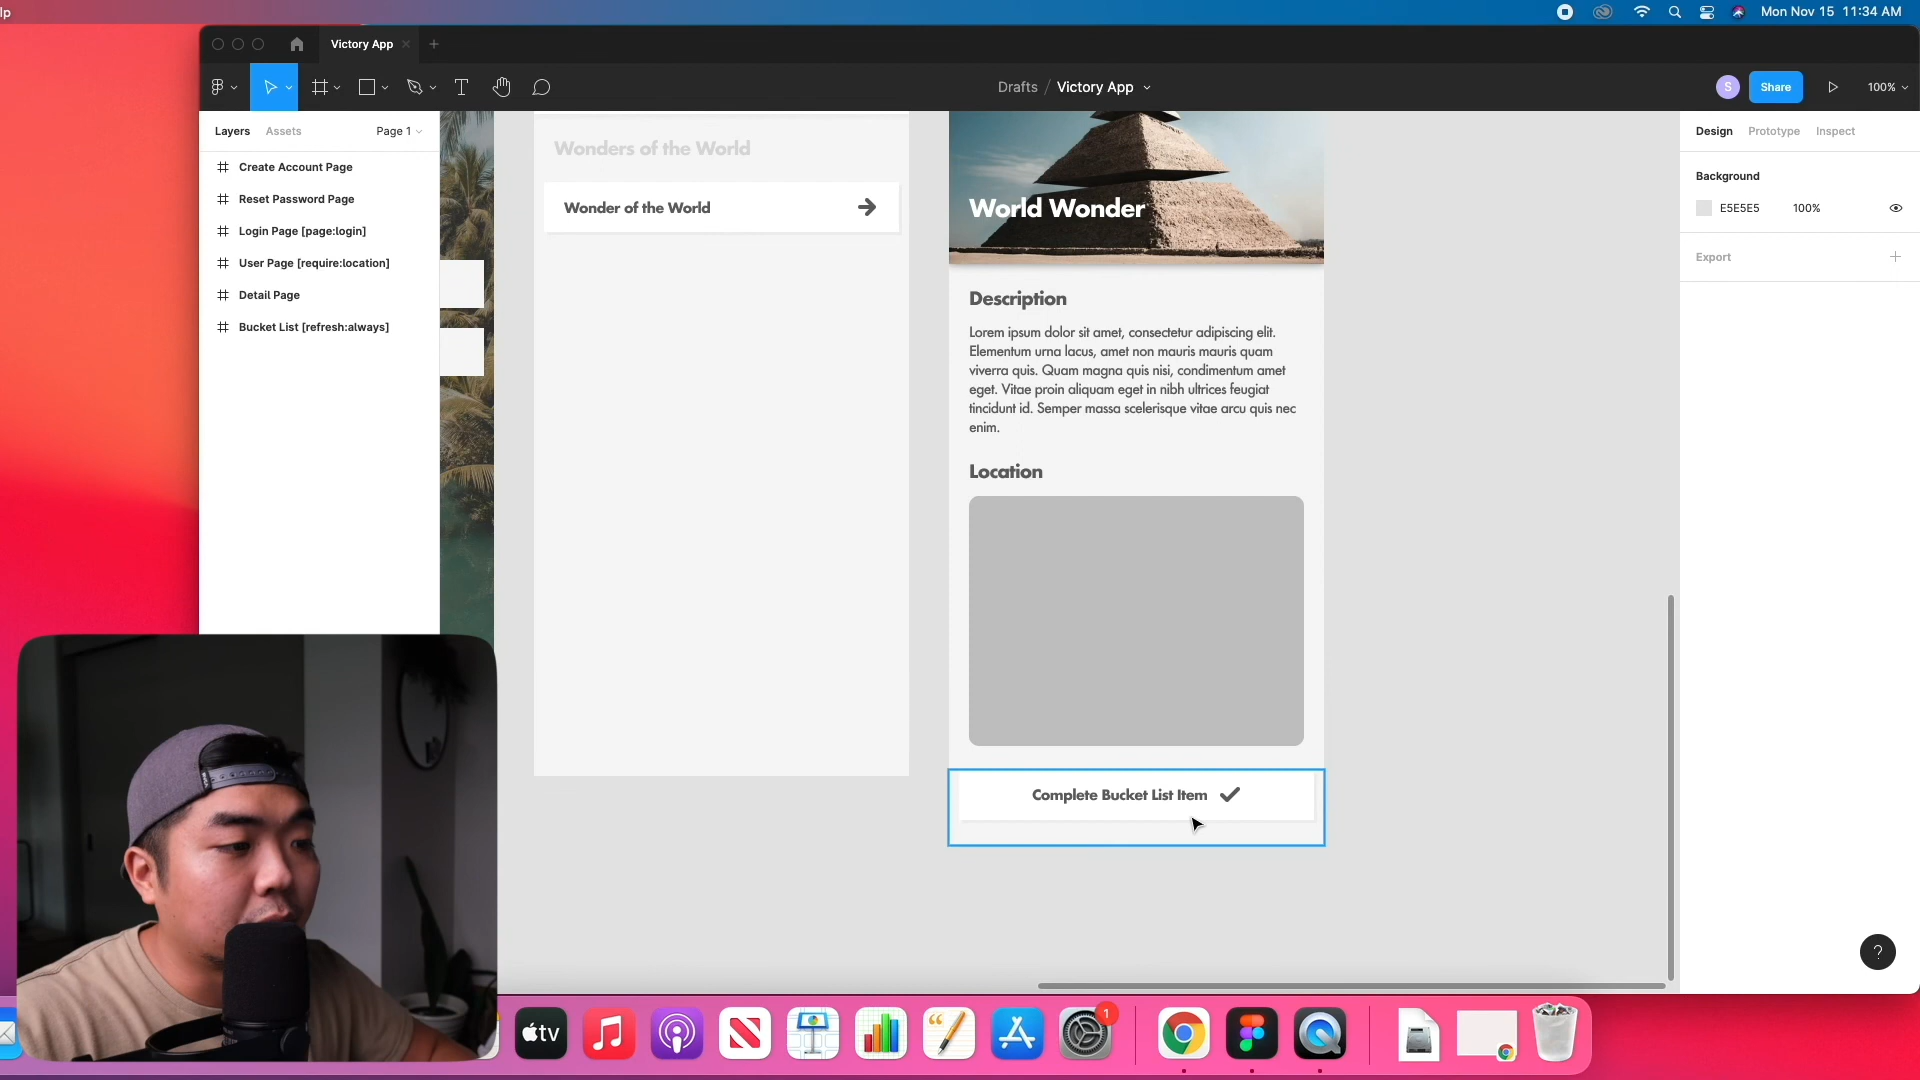 lp
Mon Nov 15 11:34 AM
Victory App
Drafts / Victory App
S
Share
100%
Layers
Assets
Page 1
Create Account Page
Reset Password Page
Login Page [page:login]
User Page [require:location]
Detail Page
Bucket List [refresh:always]
Wonders of the World
Wonder of the World
World Wonder
Description
Lorem ipsum dolor sit amet, consectetur adipiscing elit.
Elementum urna lacus, amet non mauris mauris quam
viverra quis. Quam magna quis nisi, condimentum amet
eget. Vitae proin aliquam eget in nibh ultrices feugiat
tincidunt id. Semper massa scelerisque vitae arcu quis nec
enim.
Location
Complete Bucket List Item
Design
Prototype
Inspect
Background
E5E5E5
100%
Export
?
tv
1